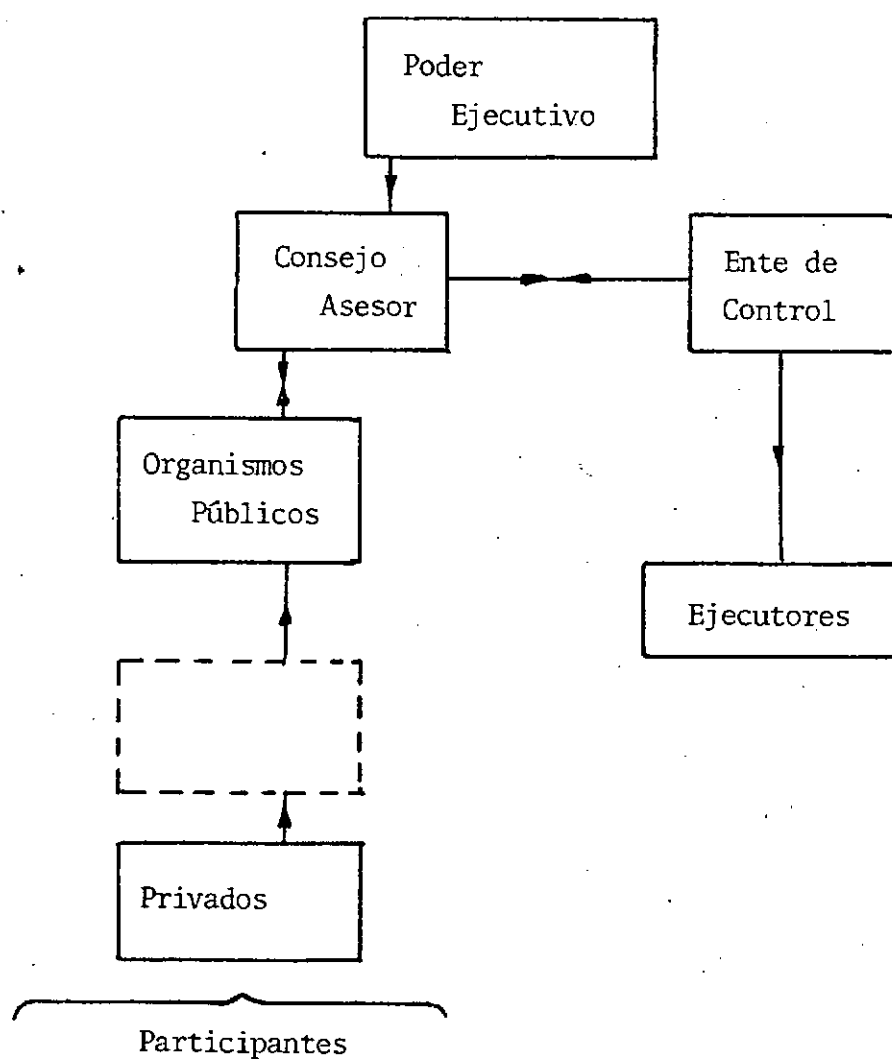 Poder
Ejecutivo
Consejo
Asesor
Ente de
Control
Organismos
Públicos
Ejecutores
Privados
Participantes